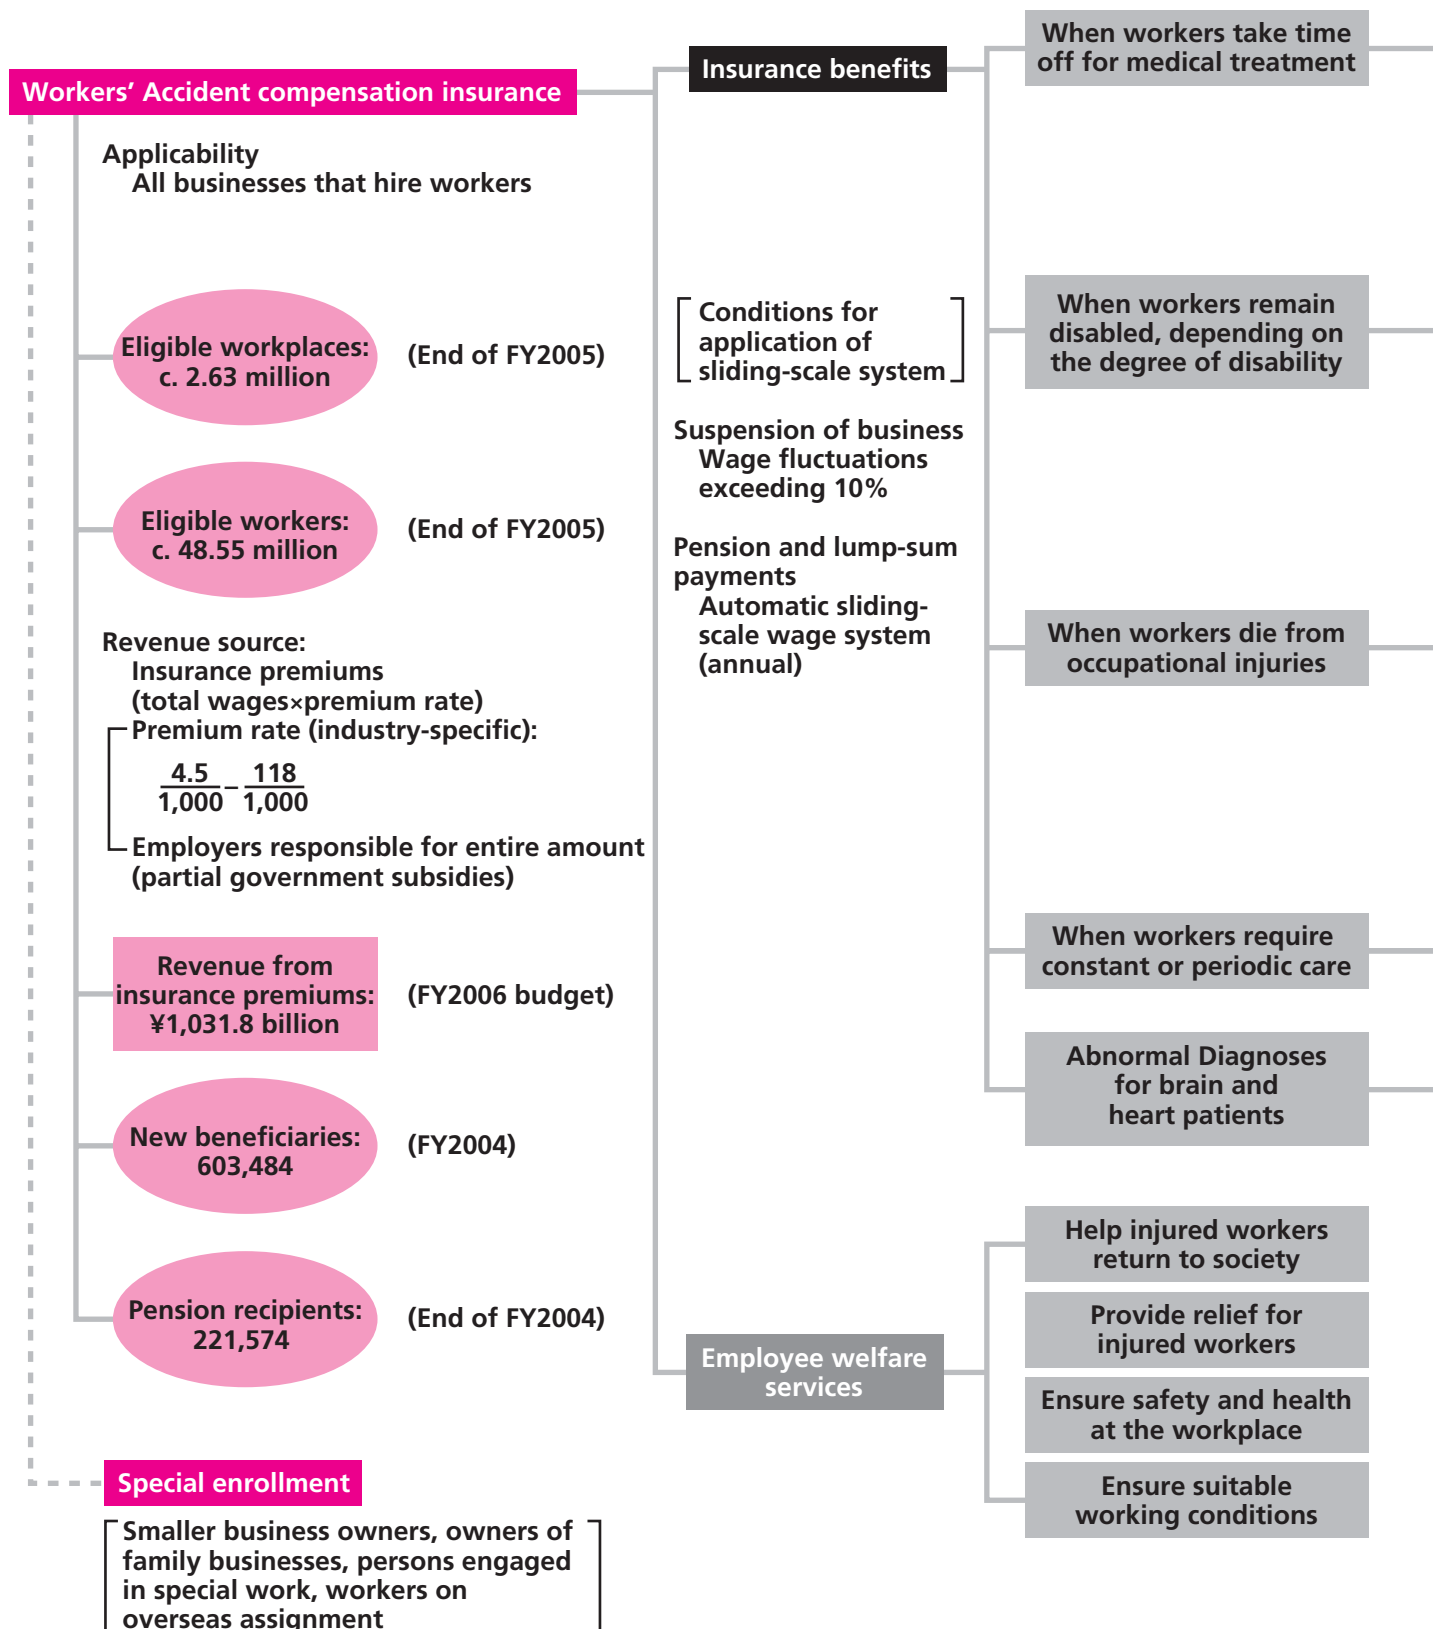 Workers’ Accident compensation insurance
Applicability
All businesses that hire workers
Eligible workplaces:
c. 2.63 million
(End of FY2005)
Eligible workers:
c. 48.55 million
(End of FY2005)
Revenue source:
Insurance premiums
(total wages×premium rate)
Premium rate (industry-specific):
4.5/1,000 – 118/1,000
Employers responsible for entire amount
(partial government subsidies)
Revenue from
insurance premiums:
¥1,031.8 billion
(FY2006 budget)
New beneficiaries:
603,484
(FY2004)
Pension recipients:
221,574
(End of FY2004)
Special enrollment
Smaller business owners, owners of
family businesses, persons engaged
in special work, workers on
overseas assignment
Insurance benefits
Conditions for
application of
sliding-scale system
Suspension of business
Wage fluctuations
exceeding 10%
Pension and lump-sum
payments
Automatic sliding-
scale wage system
(annual)
Employee welfare
services
When workers take time
off for medical treatment
When workers remain
disabled, depending on
the degree of disability
When workers die from
occupational injuries
When workers require
constant or periodic care
Abnormal Diagnoses
for brain and
heart patients
Help injured workers
return to society
Provide relief for
injured workers
Ensure safety and health
at the workplace
Ensure suitable
working conditions